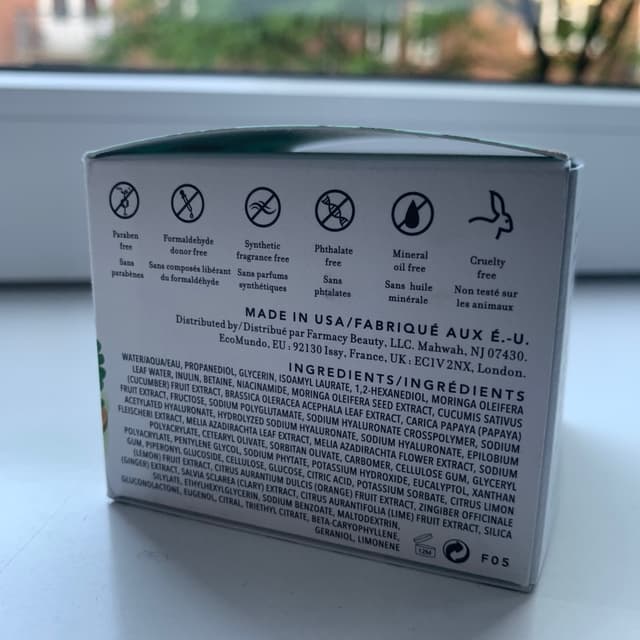 Paraben free
Sans parabènes
Formaldehyde donor free
Sans composés libérant du formaldéhyde
Synthetic fragrance free
Sans parfums synthétiques
Phthalate free
Sans phtalates
Mineral oil free
Sans huile minérale
Cruelty free
Non testé sur les animaux
MADE IN USA/FABRIQUÉ AUX É.-U.
Distributed by/Distribué par Farmacy Beauty, LLC. Mahwah, NJ 07430.
EcoMundo, EU : 92130 Issy, France, UK : EC1V 2NX, London.
INGREDIENTS/INGRÉDIENTS
WATER/AQUA/EAU, PROPANEDIOL, GLYCERIN, ISOAMYL LAURATE, 1,2-HEXANEDIOL, MORINGA OLEIFERA
LEAF WATER, INULIN, BETAINE, NIACINAMIDE, MORINGA OLEIFERA SEED EXTRACT, CUCUMIS SATIVUS
(CUCUMBER) FRUIT EXTRACT, BRASSICA OLERACEA ACEPHALA LEAF EXTRACT, CARICA PAPAYA (PAPAYA)
FRUIT EXTRACT, FRUCTOSE, SODIUM POLYGLUTAMATE, SODIUM HYALURONATE CROSSPOLYMER, SODIUM
ACETYLATED HYALURONATE, HYDROLYZED SODIUM HYALURONATE, SODIUM HYALURONATE, EPILOBIUM
FLEISCHERI EXTRACT, MELIA AZADIRACHTA LEAF EXTRACT, MELIA AZADIRACHTA FLOWER EXTRACT, SODIUM
POLYACRYLATE, CETEARYL OLIVATE, SORBITAN OLIVATE, CARBOMER, CELLULOSE GUM, GLYCERYL
POLYACRYLATE, PENTYLENE GLYCOL, SODIUM PHYTATE, POTASSIUM HYDROXIDE, EUCALYPTOL, XANTHAN
GUM, PIPERONYL GLUCOSIDE, CELLULOSE, GLUCOSE, CITRIC ACID, POTASSIUM SORBATE, CITRUS LIMON
(LEMON) FRUIT EXTRACT, CITRUS AURANTIUM DULCIS (ORANGE) FRUIT EXTRACT, ZINGIBER OFFICINALE
(GINGER) EXTRACT, SALVIA SCLAREA (CLARY) EXTRACT, CITRUS AURANTIFOLIA (LIME) FRUIT EXTRACT, SILICA
SILYLATE, ETHYLHEXYLGLYCERIN, SODIUM BENZOATE, MALTODEXTRIN,
GLUCONOLACTONE, EUGENOL, CITRAL, TRIETHYL CITRATE, BETA-CARYOPHYLLENE,
GERANIOL, LIMONENE
12M
F05